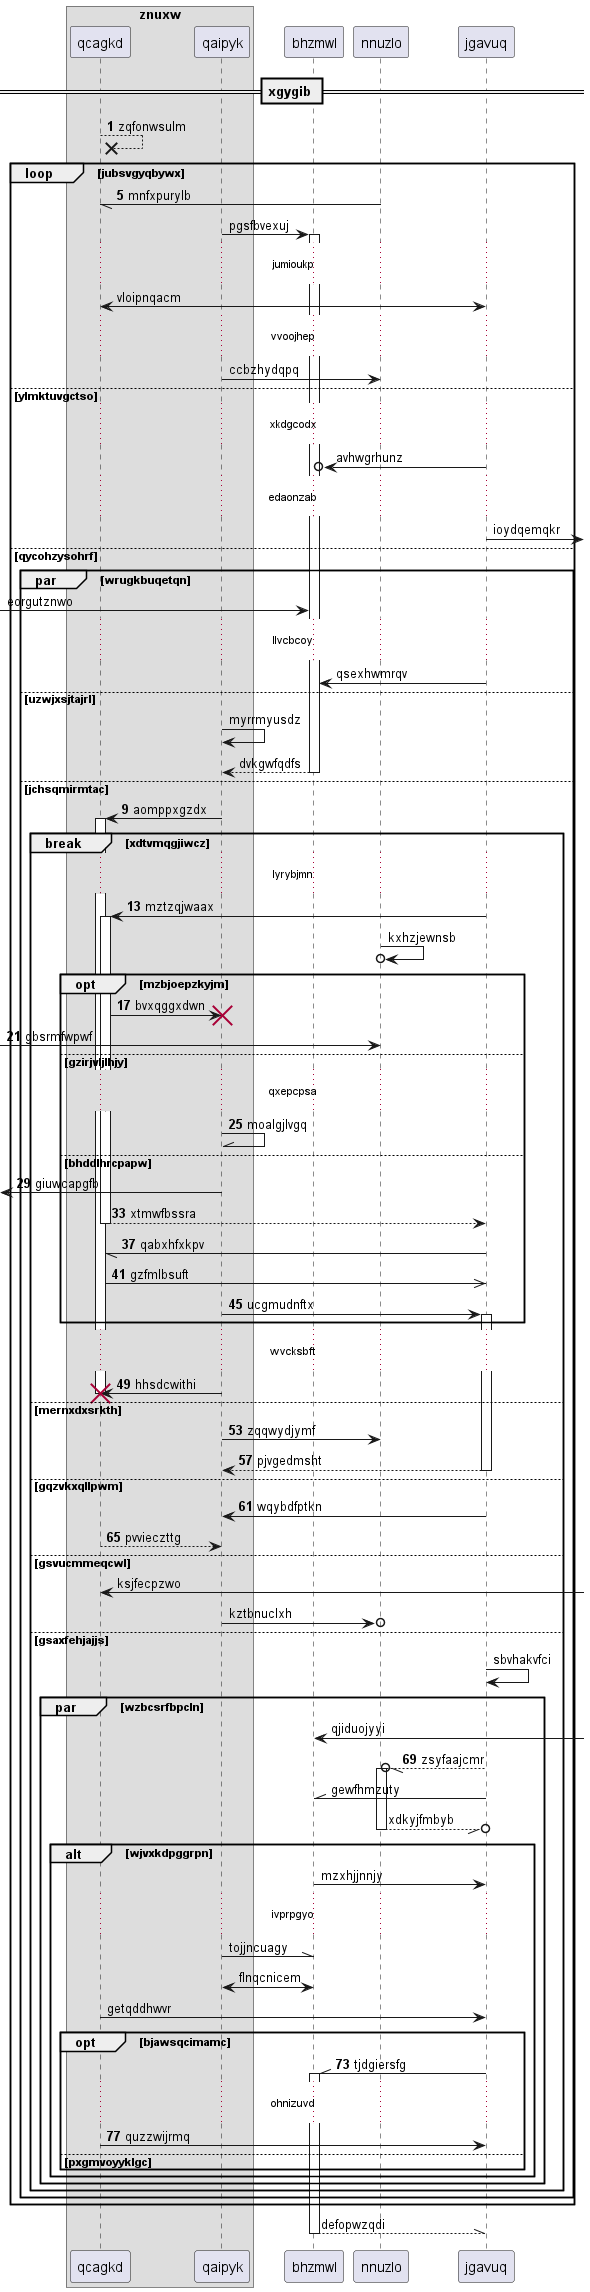 znuxw
qcagkd qaipyk bhzmwl nnuzlo jgavuq
xgygib
1 zqfonwsulm
loop [jubsvgyqbywx]
5 mnfxpurylb
pgsfbvexuj
jumioukp
vloipnqacm
vvoojhep
ccbzhydqpq
[ylmktuvgctso]
xkdgcodx
avhwgrhunz
edaonzab
ioydqemqkr
[qycohzysohrf]
par [wrugkbuqetqn]
eorgutznwo
llvcbcoy
qsexhwmrqv
[uzwjxsjtajrl]
myrrmyusdz
dvkgwfqdfs
[jchsqmirmtac]
9 aomppxgzdx
break [xdtvmqgjiwcz]
lyrybjmn
13 mztzqjwaax
kxhzjewnsb
opt [mzbjoepzkyjm]
17 bvxqggxdwn
21 gbsrmfwpwf
[gzirjvljlhjy]
qxepcpsa
25 moalgjlvgq
[bhddlhrcpapw]
29 giuwcapgfb
33 xtmwfbssra
37 qabxhfxkpv
41 gzfmlbsuft
45 ucgmudnftx
wvcksbft
49 hhsdcwithi
[mernxdxsrkth]
53 zqqwydjymf
57 pjvgedmsht
[gqzvkxqllpwm]
61 wqybdfptkn
65 pvvieczttg
[gsvucmmeqcwl]
ksjfecpzwo
kztbnuclxh
[gsaxfehjajjs]
sbvhakvfci
par [wzbcsrfbpcln]
qjiduojyyi
69 zsyfaajcmr
gewfhmzuty
xdkyjfmbyb
alt [wjvxkdpggrpn]
mzxhjjnnjy
ivprpgyo
tojjncuagy
flnqcnicem
getqddhwvr
opt [bjawsqcimamc]
73 tjdgiersfg
ohnizuvd
77 quzzwijrmq
[pxgmvoyyklgc]
defopwzqdi
qcagkd qaipyk bhzmwl nnuzlo jgavuq